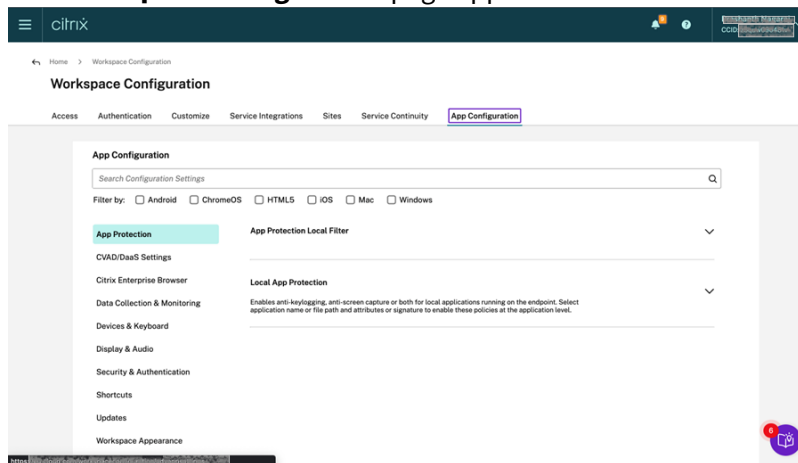 citrix
8
?
CCID:
Home > Workspace Configuration
Workspace Configuration
Access Authentication Customize Service Integrations Sites Service Continuity App Configuration
App Configuration
Search Configuration Settings
Filter by: Android ChromeOS HTML5 iOS Mac Windows
App Protection
App Protection Local Filter
CVAD/DaaS Settings
Citrix Enterprise Browser
Local App Protection
Data Collection & Monitoring
Enables anti-keylogging, anti-screen capture or both for local applications running on the endpoint. Select
application name or file path and attributes or signature to enable these policies at the application level.
Devices & Keyboard
Display & Audio
Security & Authentication
Shortcuts
Updates
Workspace Appearance
6